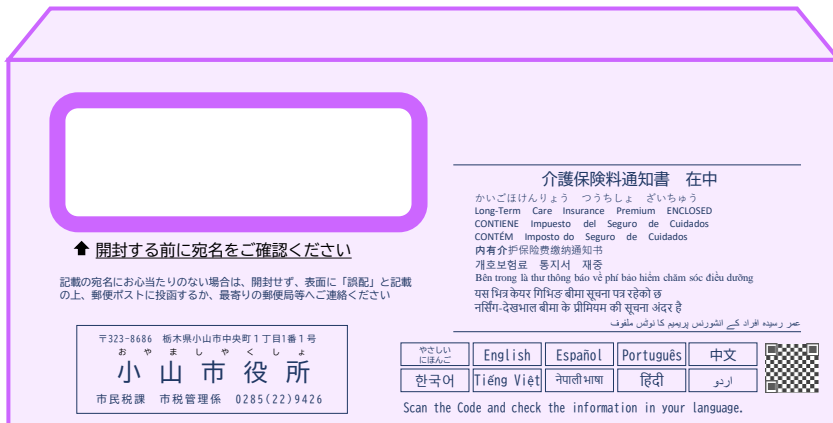 ⬆ 開封する前に宛名をご確認ください
記載の宛名にお心当たりのない場合は、開封せず、表面に「誤配」と記載
の上、郵便ポストに投函するか、最寄りの郵便局等へご連絡ください
〒323-8686 栃木県小山市中央町1丁目1番1号
おやましやくしょ
小山市役所
市民税課 市税管理係 0285(22)9426
介護保険料通知書 在中
かいごほけんりょう つうちしょ ざいちゅう
Long-Term Care Insurance Premium ENCLOSED
CONTIENE Impuesto del Seguro de Cuidados
CONTÉM Imposto do Seguro de Cuidados
内有介护保险费缴纳通知书
개호보험료 통지서 재중
Bên trong là thư thông báo về phí bảo hiểm chăm sóc điều dưỡng
यस भित्र केयर गिभिङ बीमा सूचना पत्र रहेको छ
नर्सिंग-देखभाल बीमा के प्रीमियम की सूचना अंदर है
عمر رسیدہ افراد کے انشورنس پریمیم کا نوٹس ملفوف
やさしい
にほんご
English Español Português 中文
한국어 Tiếng Việt नेपाली भाषा हिंदी اردو
Scan the Code and check the information in your language.